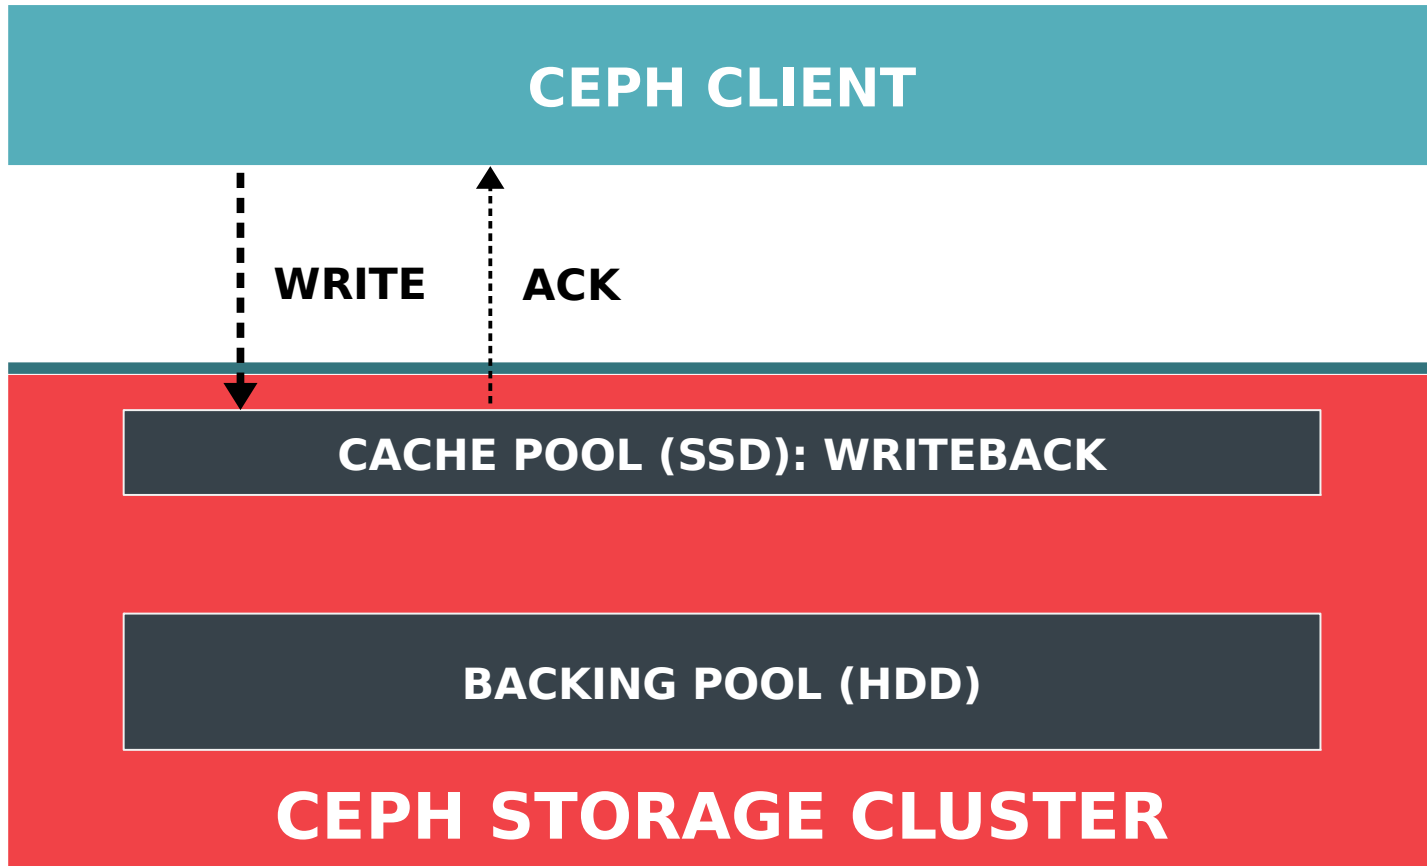 CEPH CLIENT
WRITE
ACK
CACHE POOL (SSD): WRITEBACK
BACKING POOL (HDD)
CEPH STORAGE CLUSTER